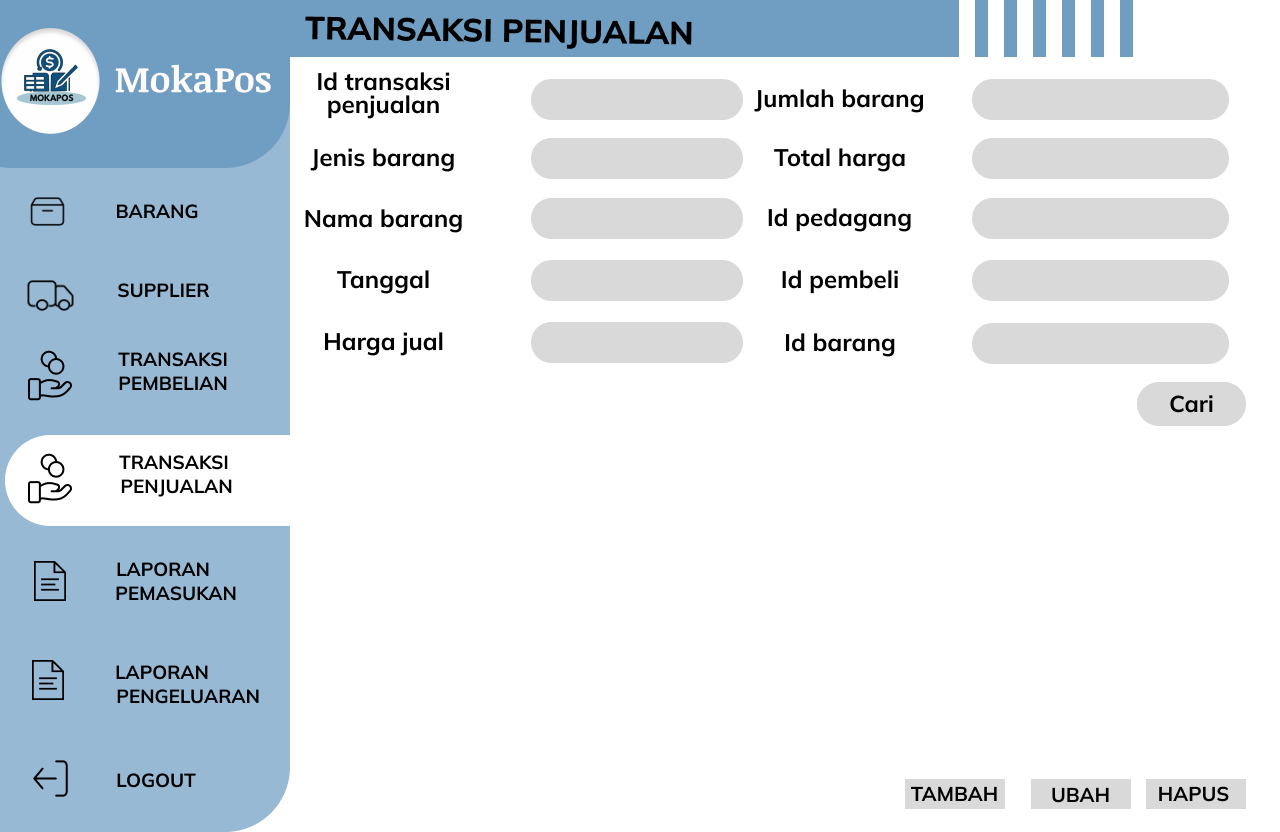 MOKAPOS
MokaPos
BARANG
SUPPLIER
TRANSAKSI
PEMBELIAN
TRANSAKSI
PENJUALAN
LAPORAN
PEMASUKAN
LAPORAN
PENGELUARAN
LOGOUT
TRANSAKSI PENJUALAN
Id transaksi
penjualan
Jenis barang
Nama barang
Tanggal
Harga jual
Jumlah barang
Total harga
Id pedagang
Id pembeli
Id barang
Cari
TAMBAH
UBAH
HAPUS